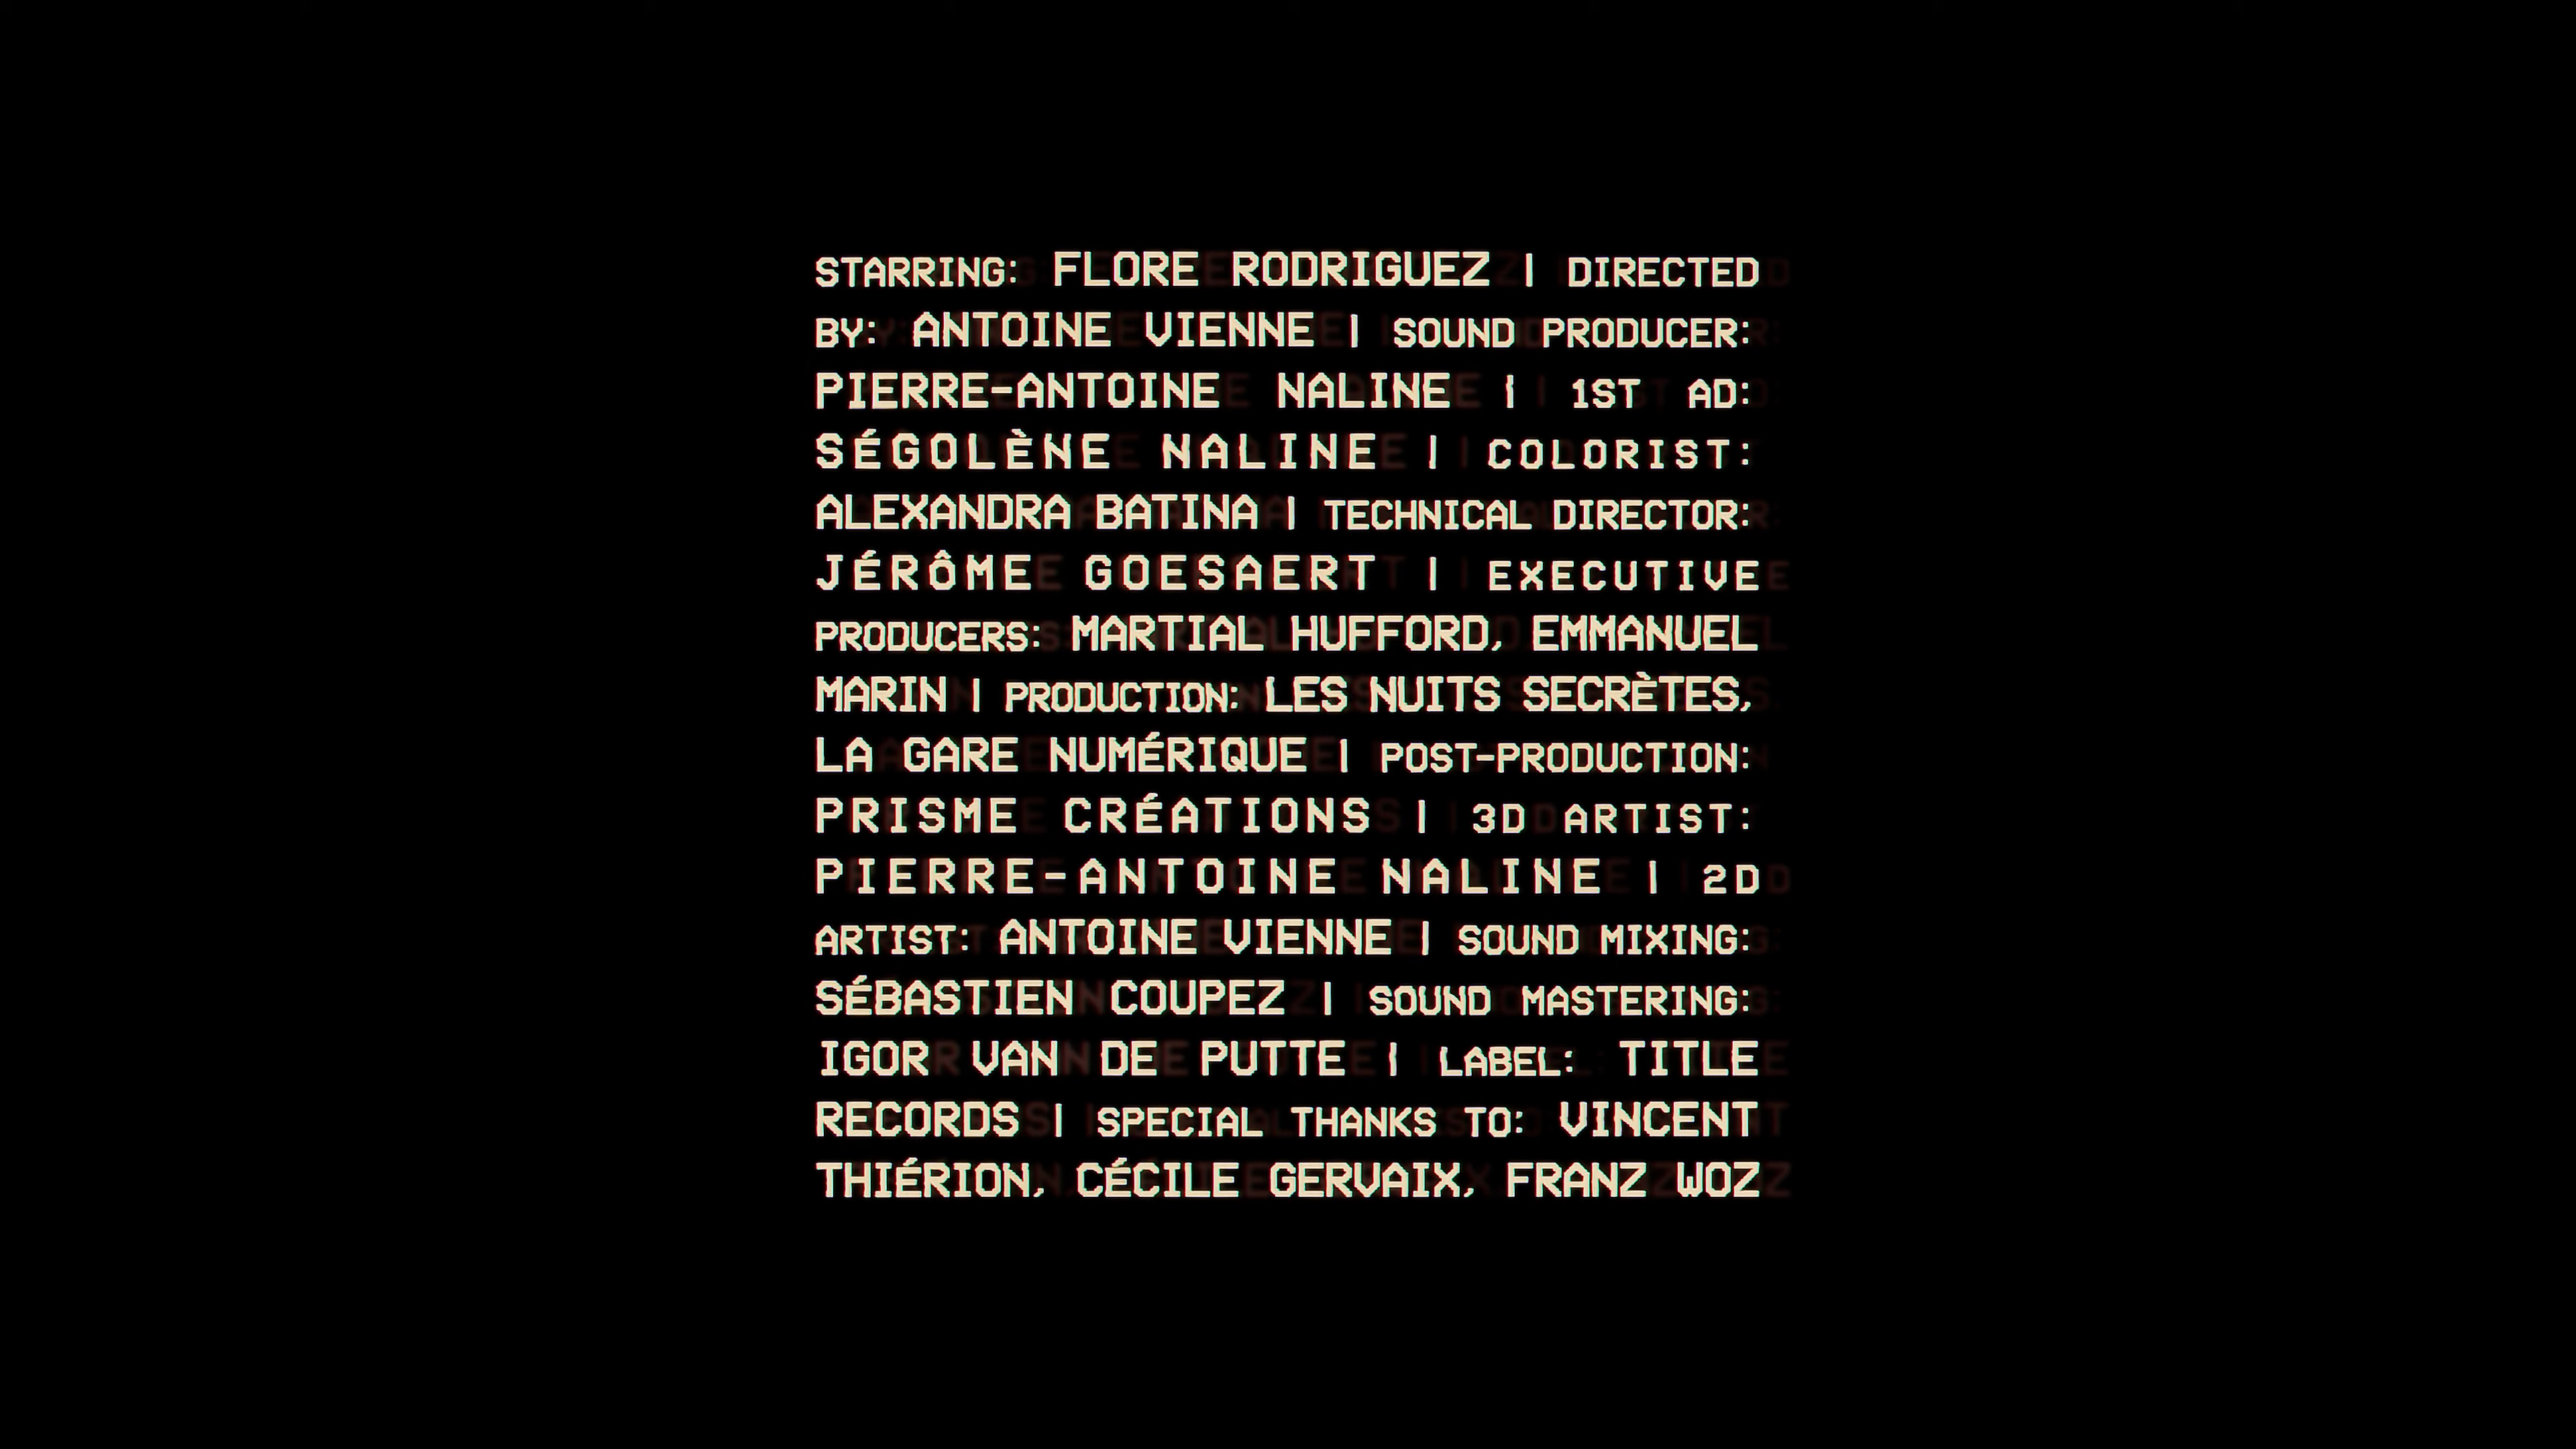 STARRING: FLORE RODRIGUEZ | DIRECTED
BY: ANTOINE VIENNE | SOUND PRODUCER:
PIERRE-ANTOINE NALINE | 1ST AD:
SÉGOLÈNE NALINE | COLORIST:
ALEXANDRA BATINA | TECHNICAL DIRECTOR:
JÉRÔME GOESAERT | EXECUTIVE
PRODUCERS: MARTIAL HUFFORD, EMMANUEL
MARIN | PRODUCTION: LES NUITS SECRÈTES,
LA GARE NUMÉRIQUE | POST-PRODUCTION:
PRISME CRÉATIONS | 3D ARTIST:
PIERRE-ANTOINE NALINE | 2D
ARTIST: ANTOINE VIENNE | SOUND MIXING:
SÉBASTIEN COUPEZ | SOUND MASTERING:
IGOR VAN DE PUTTE | LABEL: TITLE
RECORDS | SPECIAL THANKS TO: VINCENT
THIÉRION, CÉCILE GERVAIX, FRANZ WOZ